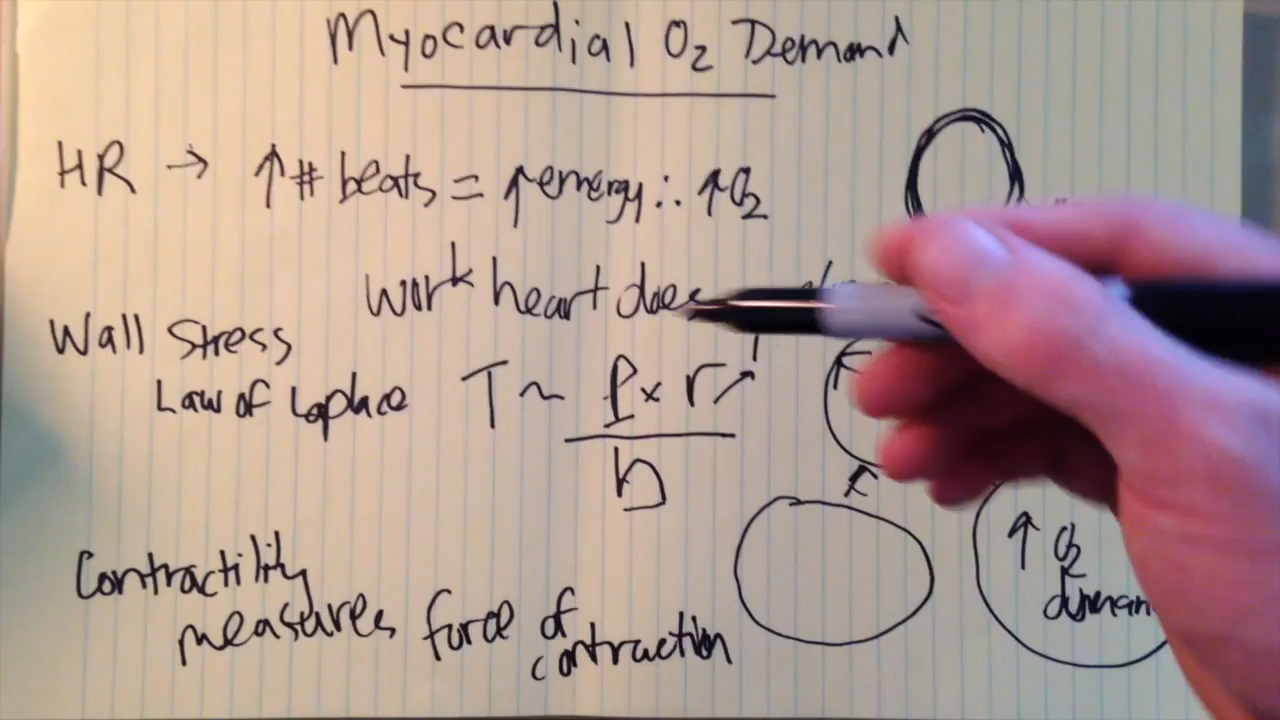 Myocardial O₂ Demand
HR → ↑ # beats = ↑ energy ∴ ↑ O₂
work heart does
Wall Stress
Law of Laplace T ~ P × r
h
↑ O₂
Contractility
measures force of
contraction